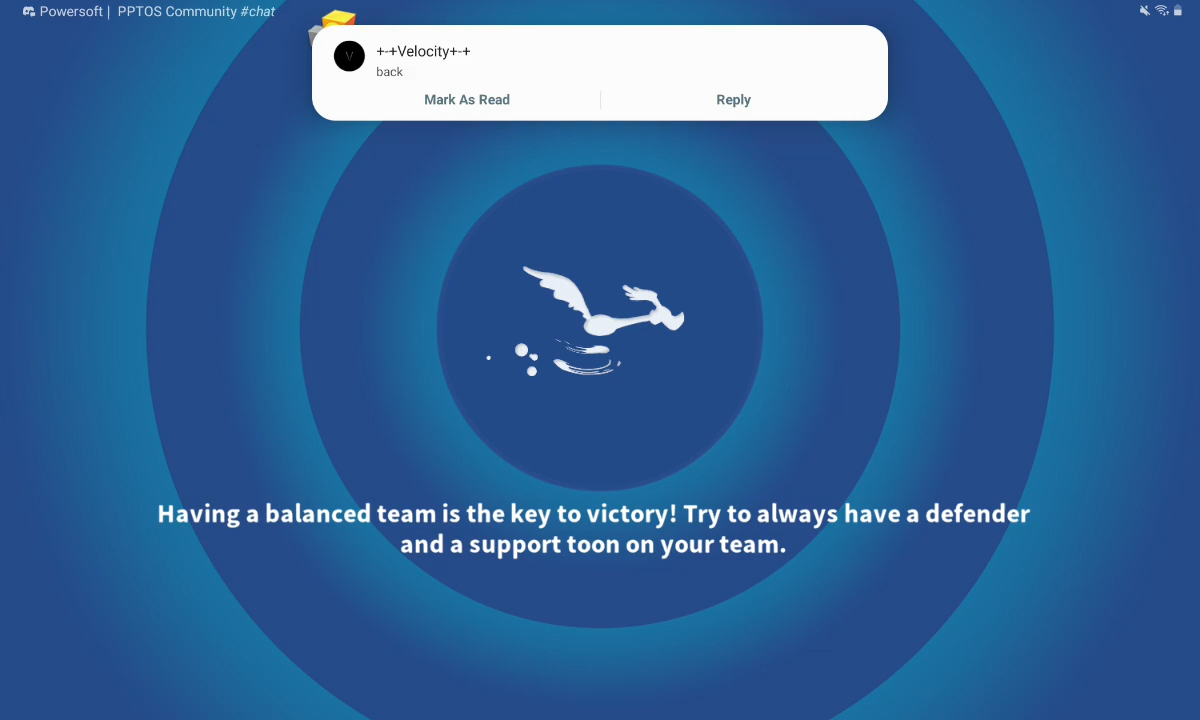 Powersoft | PPTOS Community #chat
+-+Velocity+-+
back
Mark As Read Reply
Having a balanced team is the key to victory! Try to always have a defender
and a support toon on your team.